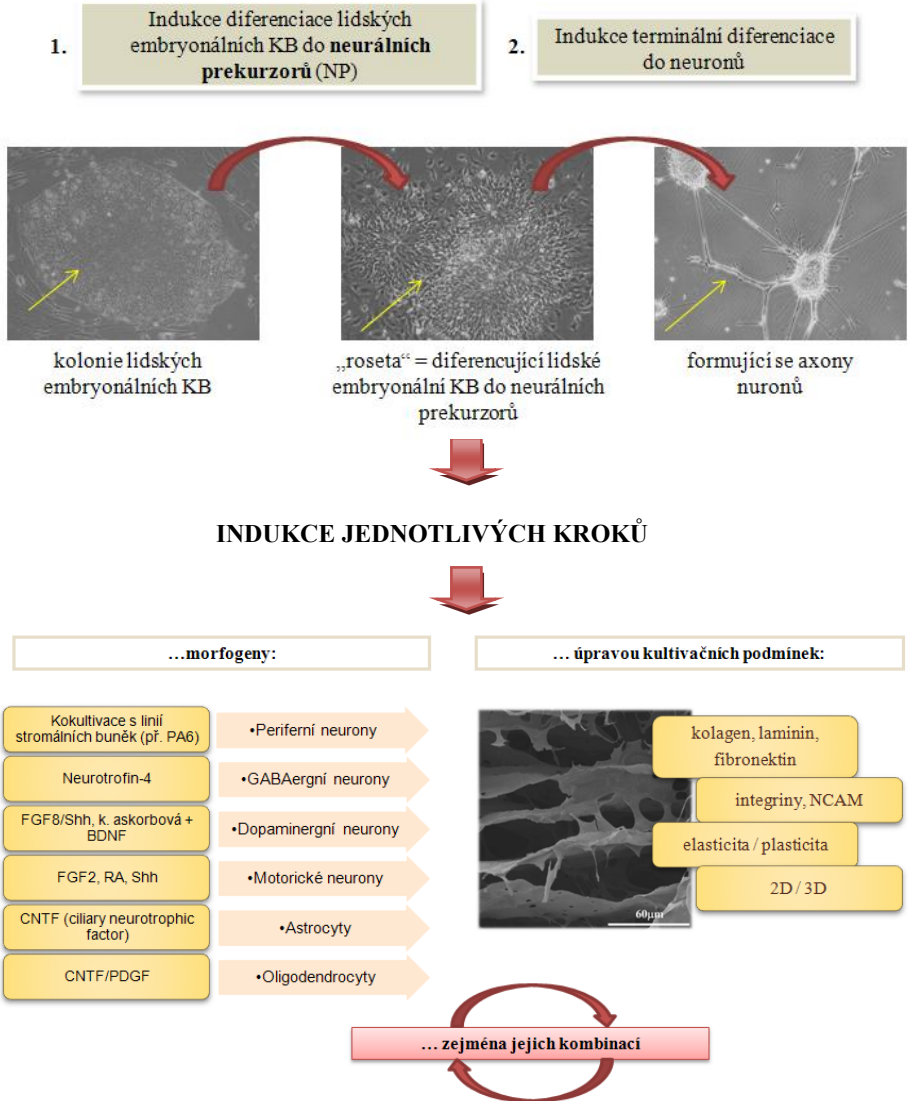 1.
Indukce diferenciace lidských
embryonálních KB do neurálních
prekurzorů (NP)
2.
Indukce terminální diferenciace
do neuronů
kolonie lidských
embryonálních KB
„roseta“ = diferencující lidské
embryonální KB do neurálních
prekurzorů
formující se axony
nuronů
INDUKCE JEDNOTLIVÝCH KROKŮ
…morfogeny:
… úpravou kultivačních podmínek:
Kokultivace s linií
stromálních buněk (př. PA6)
•Periferní neurony
Neurotrofin-4
•GABAergní neurony
FGF8/Shh, k. askorbová +
BDNF
•Dopaminergní neurony
FGF2, RA, Shh
•Motorické neurony
CNTF (ciliary neurotrophic
factor)
•Astrocyty
CNTF/PDGF
•Oligodendrocyty
kolagen, laminin,
fibronektin
integriny, NCAM
elasticita / plasticita
2D / 3D
60µm
… zejména jejich kombinací